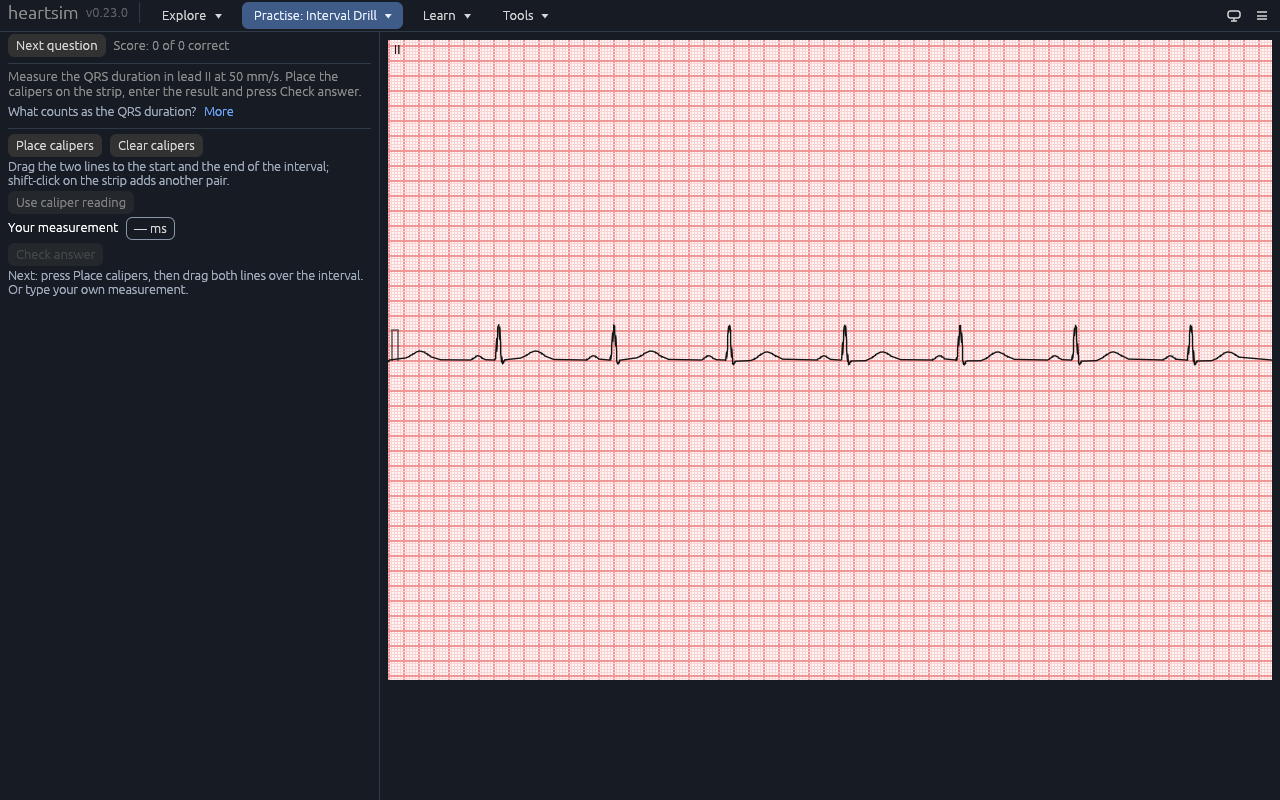 heartsim v0.23.0 Explore Practise: Interval Drill Learn Tools
Next question Score: 0 of 0 correct
Measure the QRS duration in lead II at 50 mm/s. Place the
calipers on the strip, enter the result and press Check answer.
What counts as the QRS duration? More
Place calipers Clear calipers
Drag the two lines to the start and the end of the interval;
shift-click on the strip adds another pair.
Use caliper reading
Your measurement — ms
Check answer
Next: press Place calipers, then drag both lines over the interval.
Or type your own measurement.
II